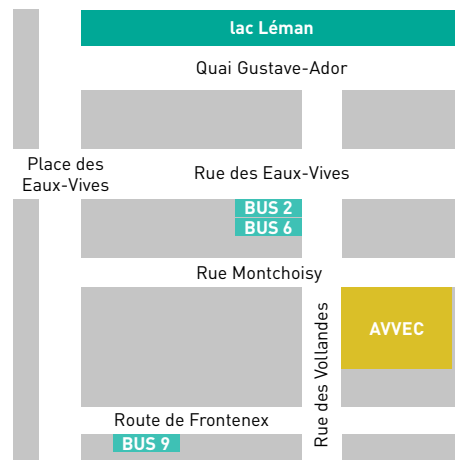 lac Léman
Quai Gustave-Ador
Place des
Eaux-Vives
Rue des Eaux-Vives
BUS 2
BUS 6
Rue Montchoisy
Rue des Vollandes
AVVEC
Route de Frontenex
BUS 9